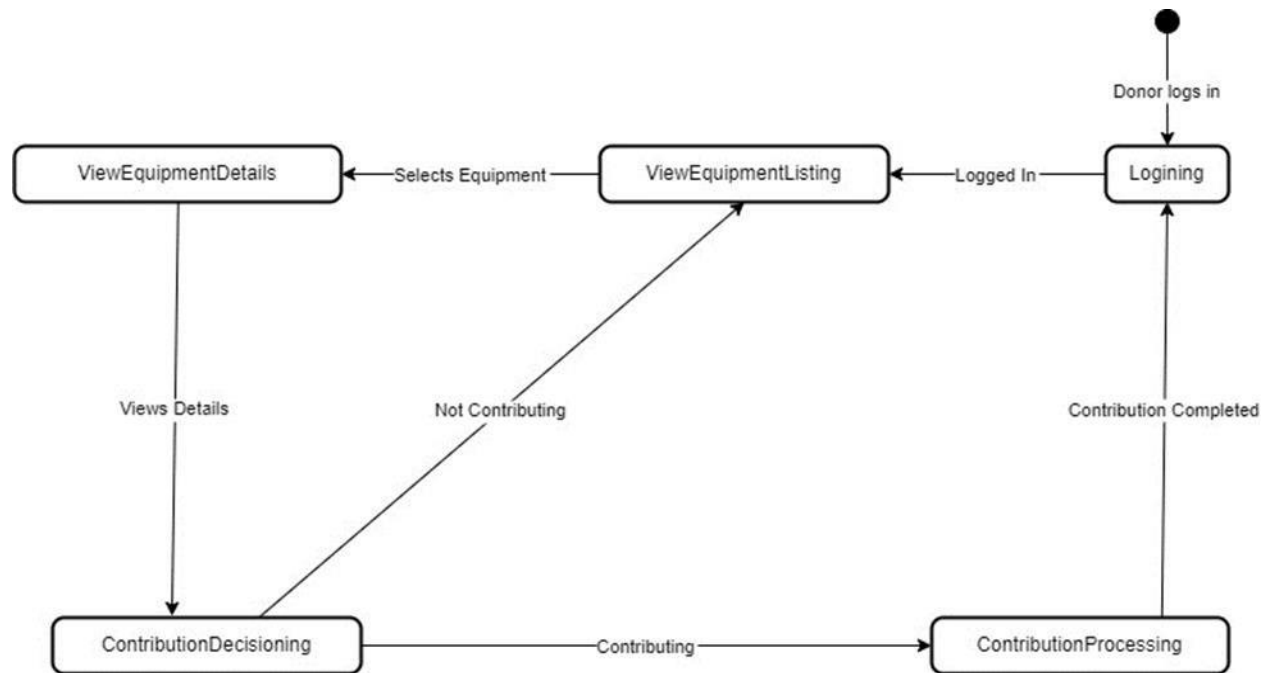 Donor logs in
ViewEquipmentDetails
Selects Equipment
ViewEquipmentListing
Logged In
Logining
Views Details
Not Contributing
Contribution Completed
ContributionDecisioning
Contributing
ContributionProcessing